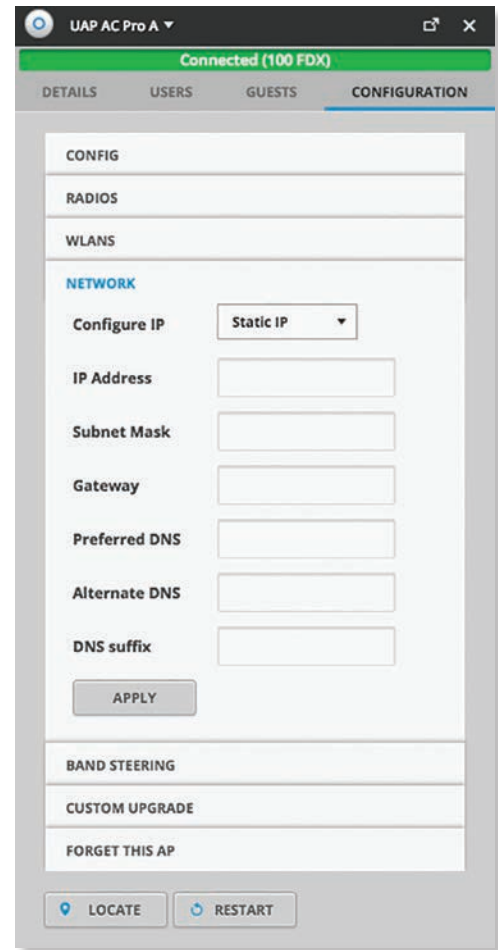 UAP AC Pro A
Connected (100 FDX)
DETAILS USERS GUESTS CONFIGURATION
CONFIG
RADIOS
WLANS
NETWORK
Configure IP Static IP
IP Address
Subnet Mask
Gateway
Preferred DNS
Alternate DNS
DNS suffix
APPLY
BAND STEERING
CUSTOM UPGRADE
FORGET THIS AP
LOCATE RESTART